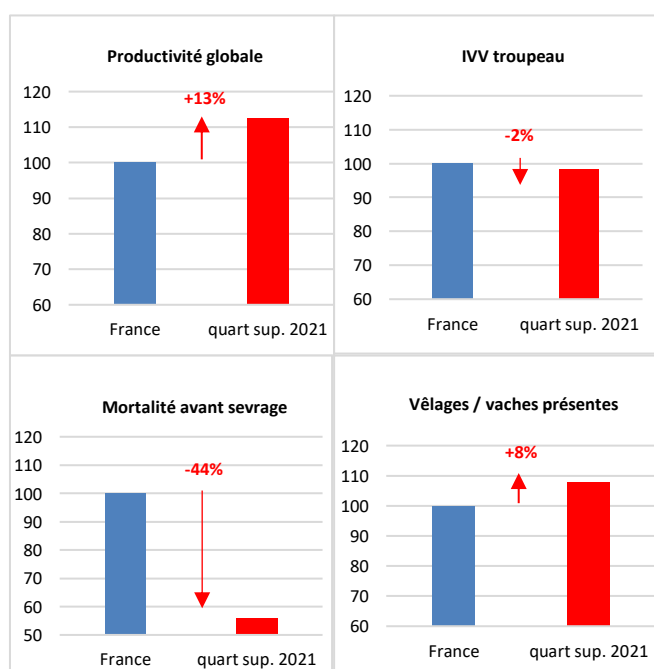 Productivité globale
+13%
120
110
100
90
80
70
60
France
quart sup. 2021
IVV troupeau
-2%
120
110
100
90
80
70
60
France
quart sup. 2021
Mortalité avant sevrage
-44%
120
110
100
90
80
70
60
50
France
quart sup. 2021
Vêlages / vaches présentes
+8%
120
110
100
90
80
70
60
France
quart sup. 2021